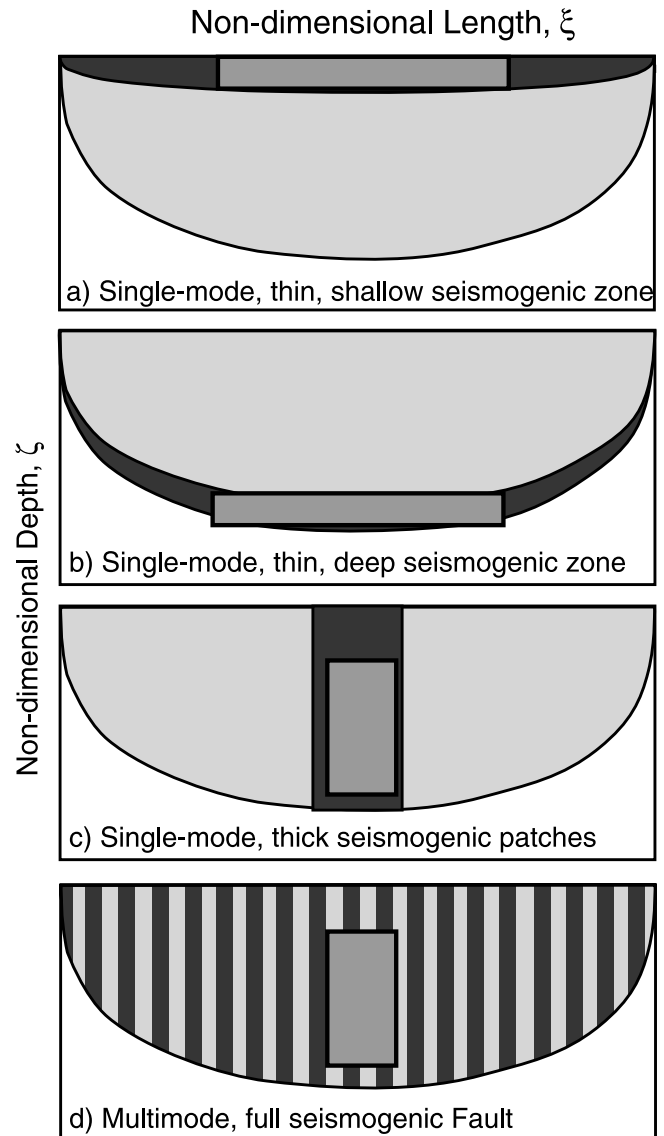 Non-dimensional Length, ξ
a) Single-mode, thin, shallow seismogenic zone
b) Single-mode, thin, deep seismogenic zone
Non-dimensional Depth, ζ
c) Single-mode, thick seismogenic patches
d) Multimode, full seismogenic Fault